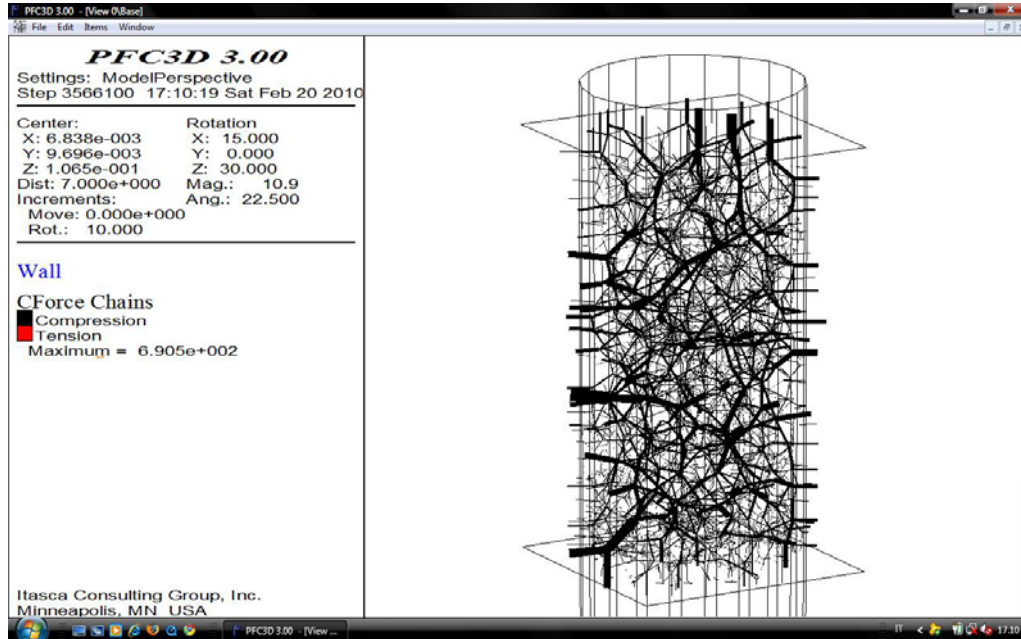 PFC3D 3.00 - [View 0\Base]
File Edit Items Window
PFC3D 3.00
Settings: ModelPerspective
Step 3566100 17:10:19 Sat Feb 20 2010
Center: Rotation
X: 6.838e-003 X: 15.000
Y: 9.696e-003 Y: 0.000
Z: 1.065e-001 Z: 30.000
Dist: 7.000e+000 Mag.: 10.9
Increments: Ang.: 22.500
Move: 0.000e+000
Rot.: 10.000
Wall
CForce Chains
Compression
Tension
Maximum = 6.905e+002
Itasca Consulting Group, Inc.
Minneapolis, MN USA
PFC3D 3.00 - [View ...
IT
17.10